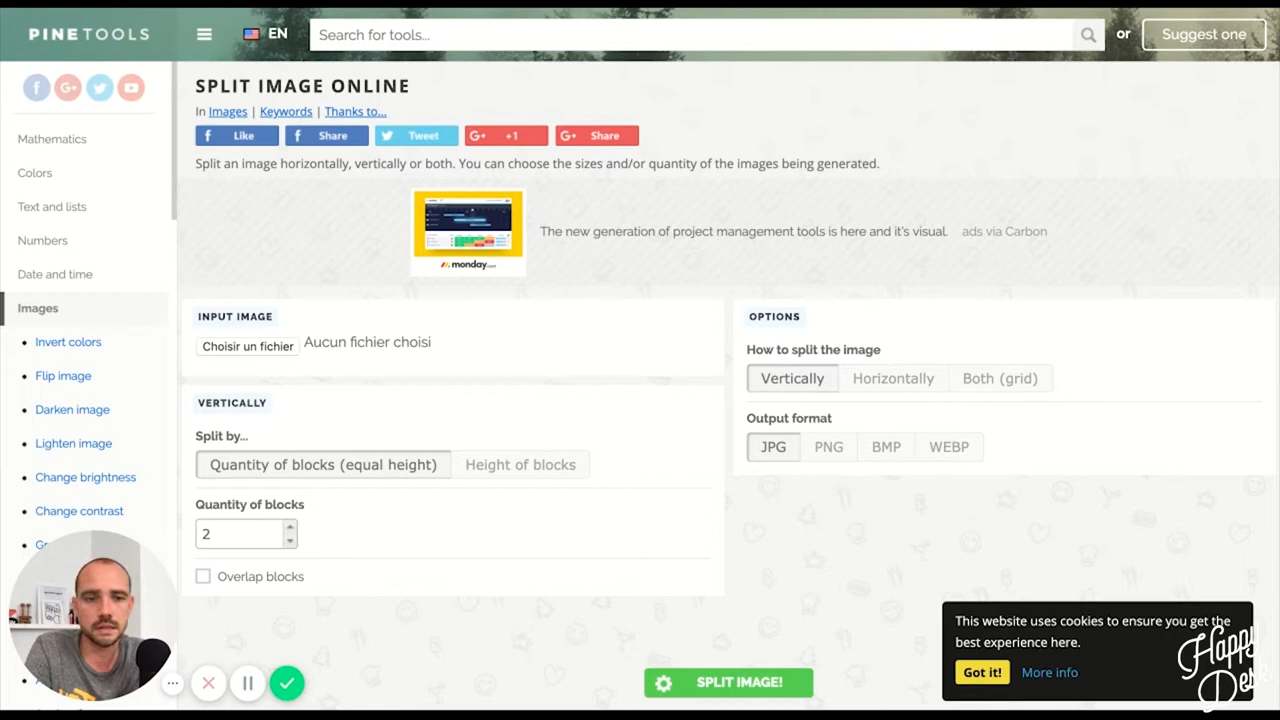 PINETOOLS
EN
Search for tools...
or
Suggest one
SPLIT IMAGE ONLINE
In Images | Keywords | Thanks to...
Like
Share
Tweet
G+ +1
G+ Share
Split an image horizontally, vertically or both. You can choose the sizes and/or quantity of the images being generated.
monday.com
The new generation of project management tools is here and it's visual.
ads via Carbon
Mathematics
Colors
Text and lists
Numbers
Date and time
Images
Invert colors
Flip image
Darken image
Lighten image
Change brightness
Change contrast
INPUT IMAGE
Choisir un fichier Aucun fichier choisi
VERTICALLY
Split by...
Quantity of blocks (equal height)
Height of blocks
Quantity of blocks
2
Overlap blocks
OPTIONS
How to split the image
Vertically
Horizontally
Both (grid)
Output format
JPG
PNG
BMP
WEBP
SPLIT IMAGE!
This website uses cookies to ensure you get the
best experience here.
Got it!
More info
Happy
Desk